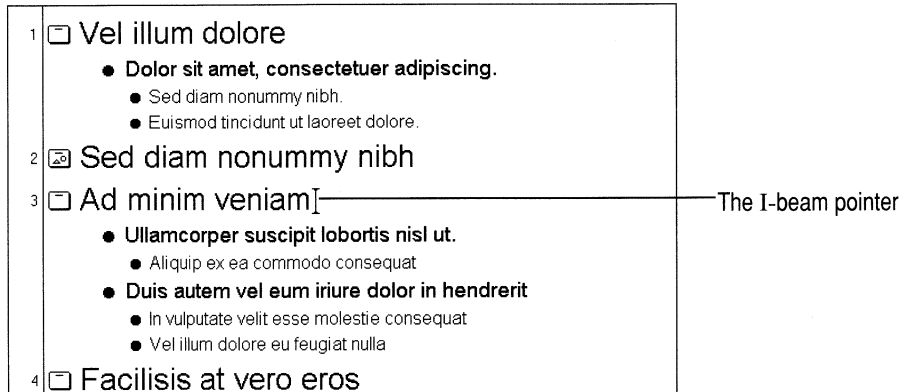 1 Vel illum dolore
● Dolor sit amet, consectetuer adipiscing.
● Sed diam nonummy nibh.
● Euismod tincidunt ut laoreet dolore.
2 Sed diam nonummy nibh
3 Ad minim veniam
The I-beam pointer
● Ullamcorper suscipit lobortis nisl ut.
● Aliquip ex ea commodo consequat
● Duis autem vel eum iriure dolor in hendrerit
● In vulputate velit esse molestie consequat
● Vel illum dolore eu feugiat nulla
4 Facilisis at vero eros